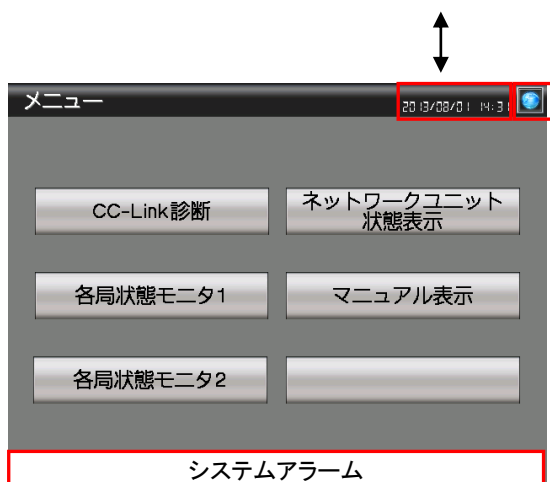 メニュー
2013/08/01 14:31
CC-Link診断
ネットワークユニット
状態表示
各局状態モニタ1
マニュアル表示
各局状態モニタ2
システムアラーム